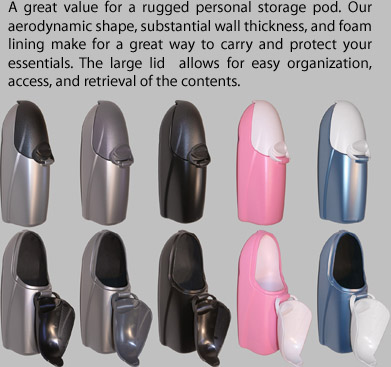 A great value for a rugged personal storage pod. Our
aerodynamic shape, substantial wall thickness, and foam
lining make for a great way to carry and protect your
essentials. The large lid allows for easy organization,
access, and retrieval of the contents.